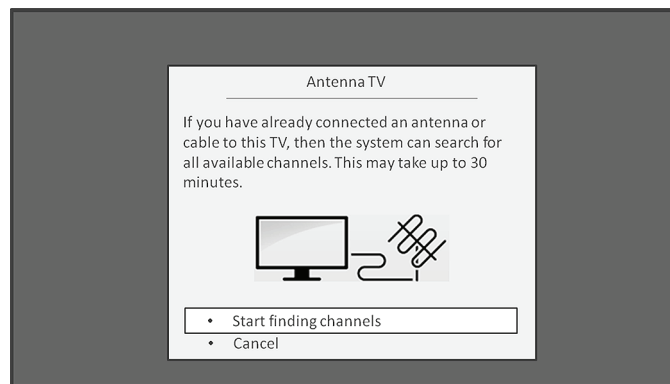 Antenna TV
If you have already connected an antenna or
cable to this TV, then the system can search for
all available channels. This may take up to 30
minutes.
• Start finding channels
• Cancel